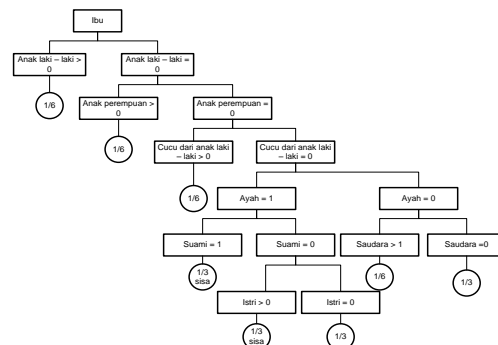 Ibu
Anak laki – laki >
0
Anak laki – laki =
0
1/6
Anak perempuan >
0
Anak perempuan =
0
1/6
Cucu dari anak laki
– laki > 0
Cucu dari anak laki
– laki = 0
1/6
Ayah = 1
Ayah = 0
Suami = 1
Suami = 0
Saudara > 1
Saudara =0
1/3
sisa
1/6
1/3
Istri > 0
Istri = 0
1/3
sisa
1/3